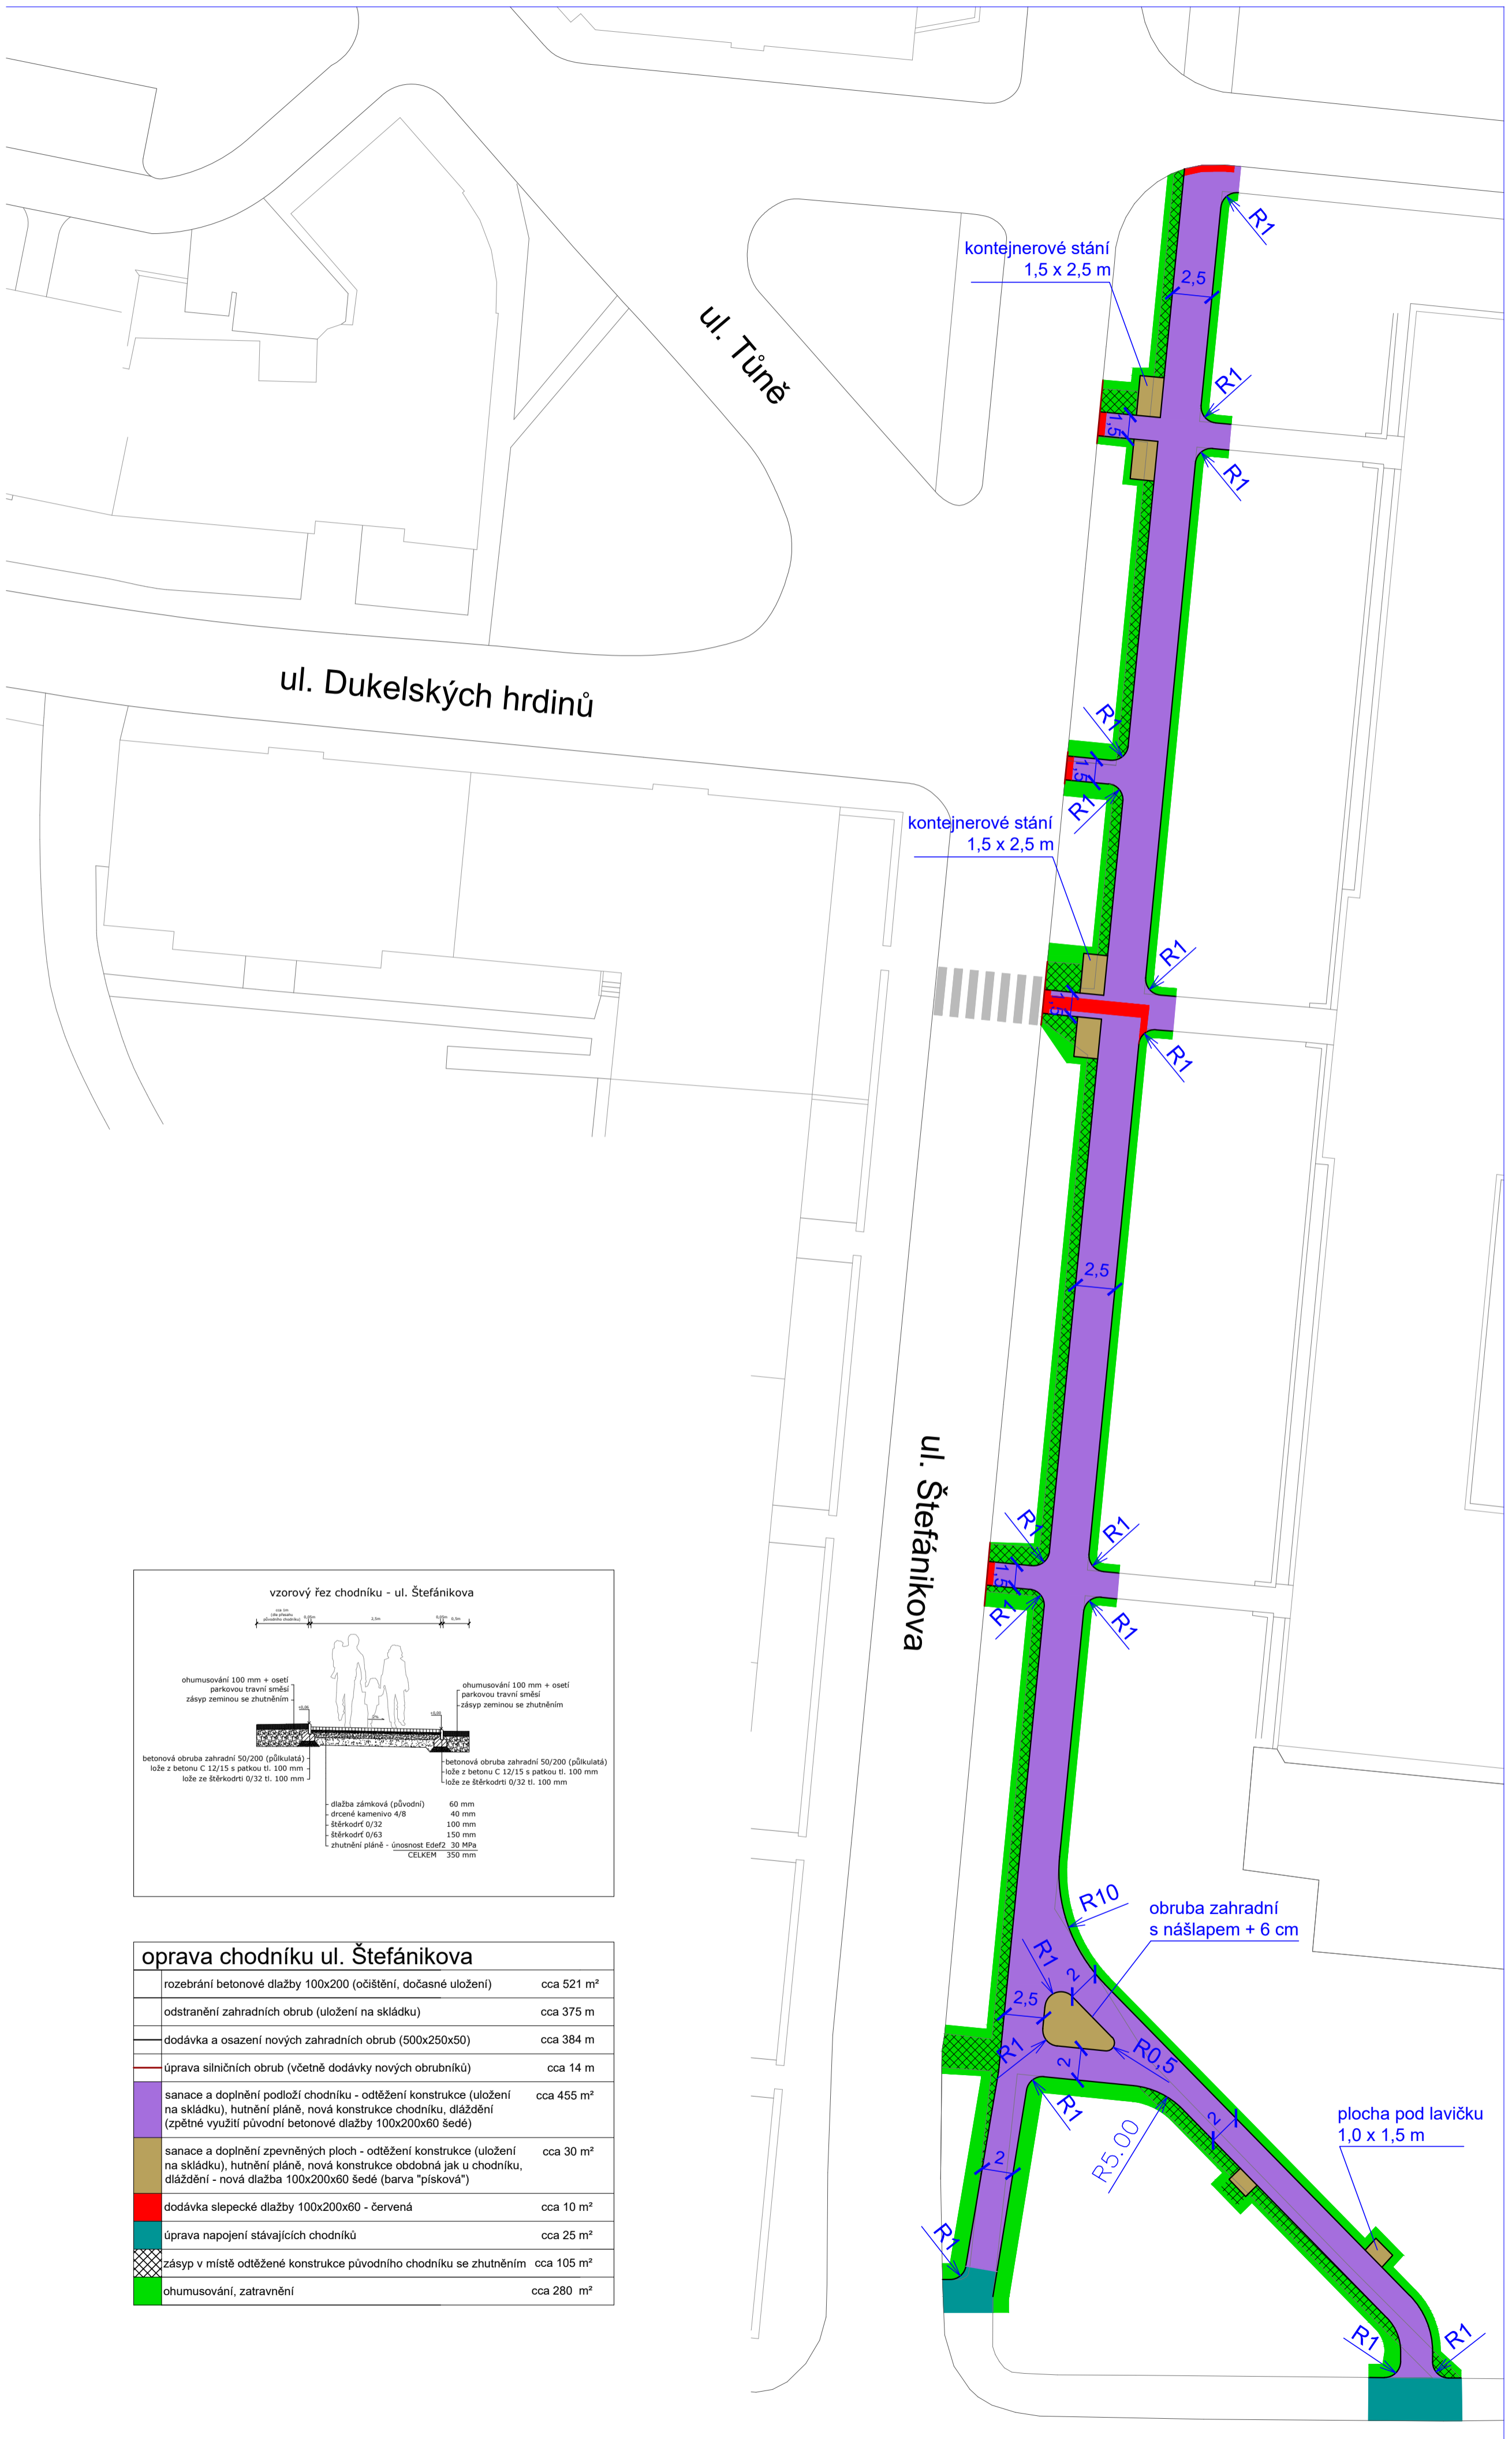 kontejnerové stání
1,5 x 2,5 m
R1
2,5
R1
1,5
R1
ul. Tůně
ul. Dukelských hrdinů
R1
1,5
R1
kontejnerové stání
1,5 x 2,5 m
R1
1,5
R1
2,5
ul. Štefánikova
R1
R1
1,5
R1
R1
vzorový řez chodníku - ul. Štefánikova
2,5m
ohumusování 100 mm + osetí
parkovou travní směsí
zásyp zeminou se zhutněním
ohumusování 100 mm + osetí
parkovou travní směsí
zásyp zeminou se zhutněním
betonová obruba zahradní 50/200 (půlkulatá)
lože z betonu C 12/15 s patkou tl. 100 mm
lože ze štěrkodrti 0/32 tl. 100 mm
betonová obruba zahradní 50/200 (půlkulatá)
lože z betonu C 12/15 s patkou tl. 100 mm
lože ze štěrkodrti 0/32 tl. 100 mm
dlažba zámková (původní) 60 mm
drcené kamenivo 4/8 40 mm
štěrkodrť 0/32 100 mm
štěrkodrť 0/63 150 mm
zhutnění pláně - únosnost Edef2 30 MPa
CELKEM 350 mm
R10
obruba zahradní
s nášlapem + 6 cm
R1
2
2,5
R1
2
R0,5
R1
R5.00
2
2
plocha pod lavičku
1,0 x 1,5 m
R1
R1
R1
oprava chodníku ul. Štefánikova
rozebrání betonové dlažby 100x200 (očištění, dočasné uložení) cca 521 m²
odstranění zahradních obrub (uložení na skládku) cca 375 m
dodávka a osazení nových zahradních obrub (500x250x50) cca 384 m
úprava silničních obrub (včetně dodávky nových obrubníků) cca 14 m
sanace a doplnění podloží chodníku - odtěžení konstrukce (uložení cca 455 m²
na skládku), hutnění pláně, nová konstrukce chodníku, dláždění
(zpětné využití původní betonové dlažby 100x200x60 šedé)
sanace a doplnění zpevněných ploch - odtěžení konstrukce (uložení cca 30 m²
na skládku), hutnění pláně, nová konstrukce obdobná jak u chodníku,
dláždění - nová dlažba 100x200x60 šedé (barva "písková")
dodávka slepecké dlažby 100x200x60 - červená cca 10 m²
úprava napojení stávajících chodníků cca 25 m²
zásyp v místě odtěžené konstrukce původního chodníku se zhutněním cca 105 m²
ohumusování, zatravnění cca 280 m²